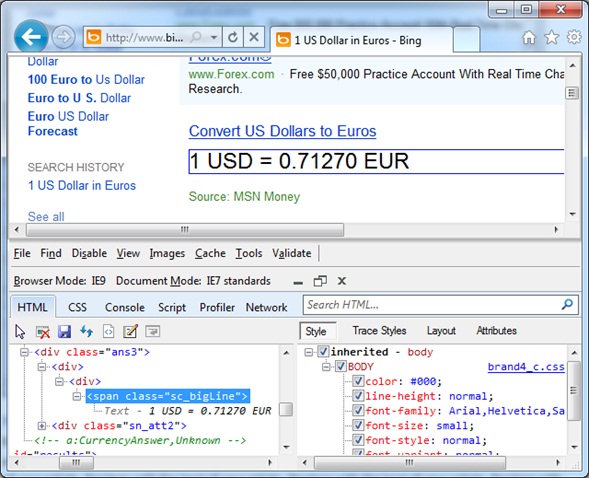 http://www.bi...
1 US Dollar in Euros - Bing
Dollar
100 Euro to Us Dollar
Euro to U S. Dollar
Euro US Dollar
Forecast
SEARCH HISTORY
1 US Dollar in Euros
See all
Forex.com®
www.Forex.com · Free $50,000 Practice Account With Real Time Cha
Research.
Convert US Dollars to Euros
1 USD = 0.71270 EUR
Source: MSN Money
File Find Disable View Images Cache Tools Validate
Browser Mode: IE9 Document Mode: IE7 standards
HTML CSS Console Script Profiler Network
Search HTML...
Style Trace Styles Layout Attributes
<div class="ans3">
<div>
<div>
<span class="sc_bigLine">
Text - 1 USD = 0.71270 EUR
<div class="sn_att2">
<!-- a:CurrencyAnswer,Unknown -->
id="results">
inherited - body
BODY brand4_c.css
color: #000;
line-height: normal;
font-family: Arial,Helvetica,Sa
font-size: small;
font-style: normal;
font-variant: normal;